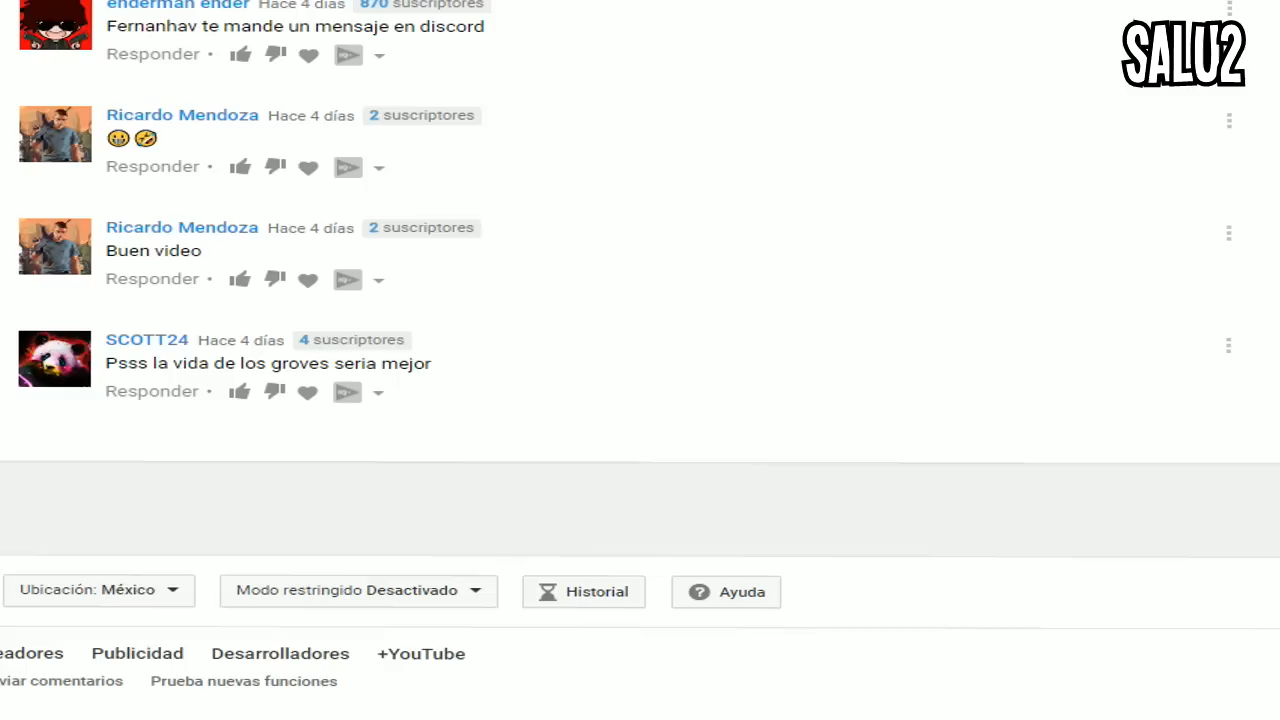 enderman ender Hace 4 días 870 suscriptores
SALU2
Fernanhav te mande un mensaje en discord
Responder •
Ricardo Mendoza Hace 4 días 2 suscriptores
Responder •
Ricardo Mendoza Hace 4 días 2 suscriptores
Buen video
Responder •
SCOTT24 Hace 4 días 4 suscriptores
Psss la vida de los groves seria mejor
Responder •
Ubicación: México Modo restringido Desactivado Historial Ayuda
eadores Publicidad Desarrolladores +YouTube
viar comentarios Prueba nuevas funciones